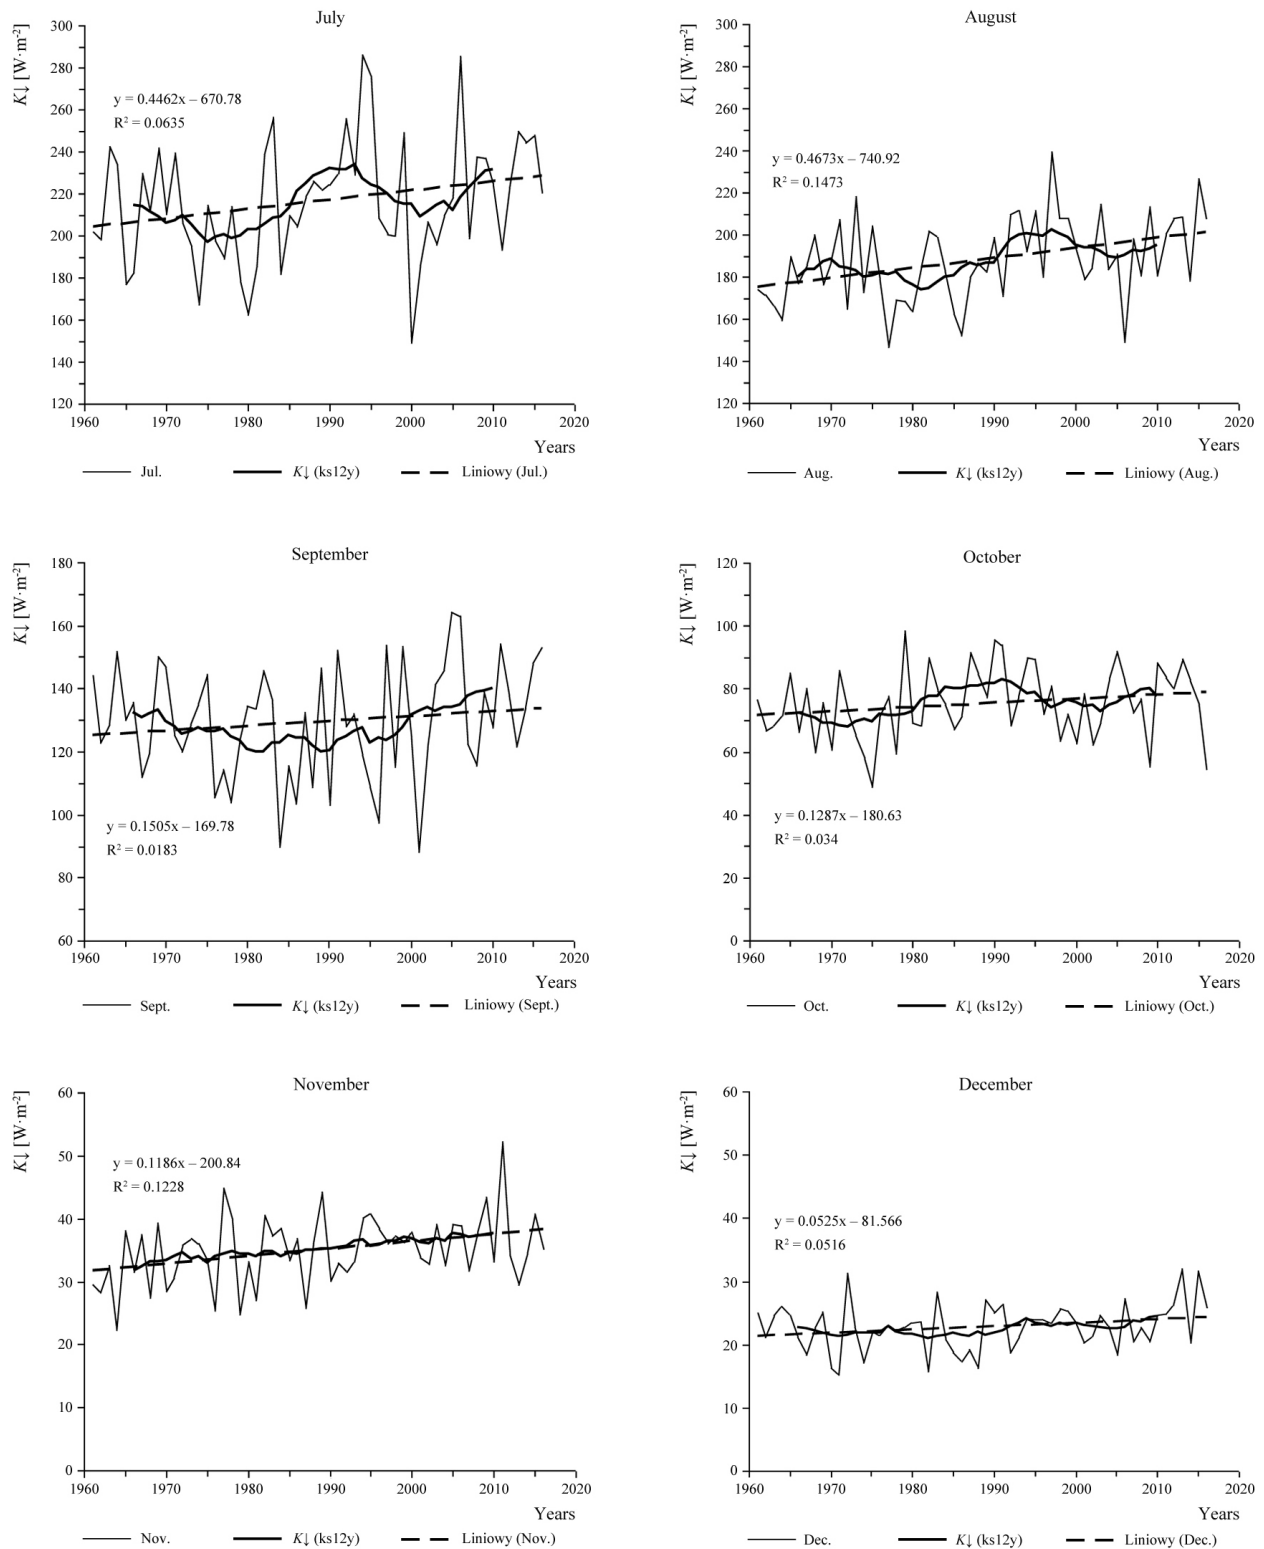 July
K↓ [W·m⁻²]
300
280
260
240
220
200
180
160
140
120
y = 0.4462x – 670.78
R² = 0.0635
1960 1970 1980 1990 2000 2010 2020
Years
Jul. K↓ (ks12y) Liniowy (Jul.)
August
K↓ [W·m⁻²]
300
280
260
240
220
200
180
160
140
120
y = 0.4673x – 740.92
R² = 0.1473
1960 1970 1980 1990 2000 2010 2020
Years
Aug. K↓ (ks12y) Liniowy (Aug.)
September
K↓ [W·m⁻²]
180
160
140
120
100
80
60
y = 0.1505x – 169.78
R² = 0.0183
1960 1970 1980 1990 2000 2010 2020
Years
Sept. K↓ (ks12y) Liniowy (Sept.)
October
K↓ [W·m⁻²]
120
100
80
60
40
20
0
y = 0.1287x – 180.63
R² = 0.034
1960 1970 1980 1990 2000 2010 2020
Years
Oct. K↓ (ks12y) Liniowy (Oct.)
November
K↓ [W·m⁻²]
60
50
40
30
20
10
0
y = 0.1186x – 200.84
R² = 0.1228
1960 1970 1980 1990 2000 2010 2020
Years
Nov. K↓ (ks12y) Liniowy (Nov.)
December
K↓ [W·m⁻²]
60
50
40
30
20
10
0
y = 0.0525x – 81.566
R² = 0.0516
1960 1970 1980 1990 2000 2010 2020
Years
Dec. K↓ (ks12y) Liniowy (Dec.)